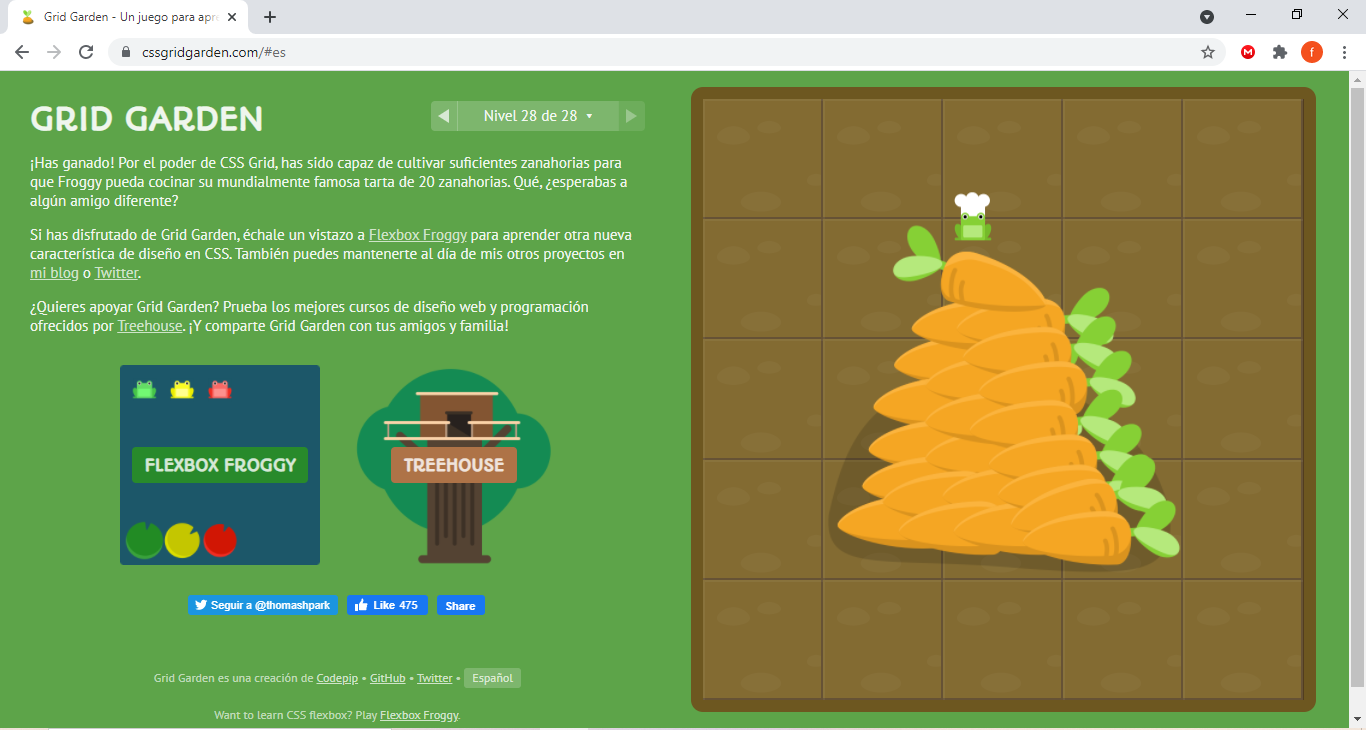 Grid Garden - Un juego para apre
cssgridgarden.com/#es
M
f
GRID GARDEN
Nivel 28 de 28
¡Has ganado! Por el poder de CSS Grid, has sido capaz de cultivar suficientes zanahorias para
que Froggy pueda cocinar su mundialmente famosa tarta de 20 zanahorias. Qué, ¿esperabas a
algún amigo diferente?
Si has disfrutado de Grid Garden, échale un vistazo a Flexbox Froggy para aprender otra nueva
característica de diseño en CSS. También puedes mantenerte al día de mis otros proyectos en
mi blog o Twitter.
¿Quieres apoyar Grid Garden? Prueba los mejores cursos de diseño web y programación
ofrecidos por Treehouse. ¡Y comparte Grid Garden con tus amigos y familia!
FLEXBOX FROGGY
TREEHOUSE
Seguir a @thomashpark
Like 475
Share
Grid Garden es una creación de Codepip • GitHub • Twitter • Español
Want to learn CSS flexbox? Play Flexbox Froggy.